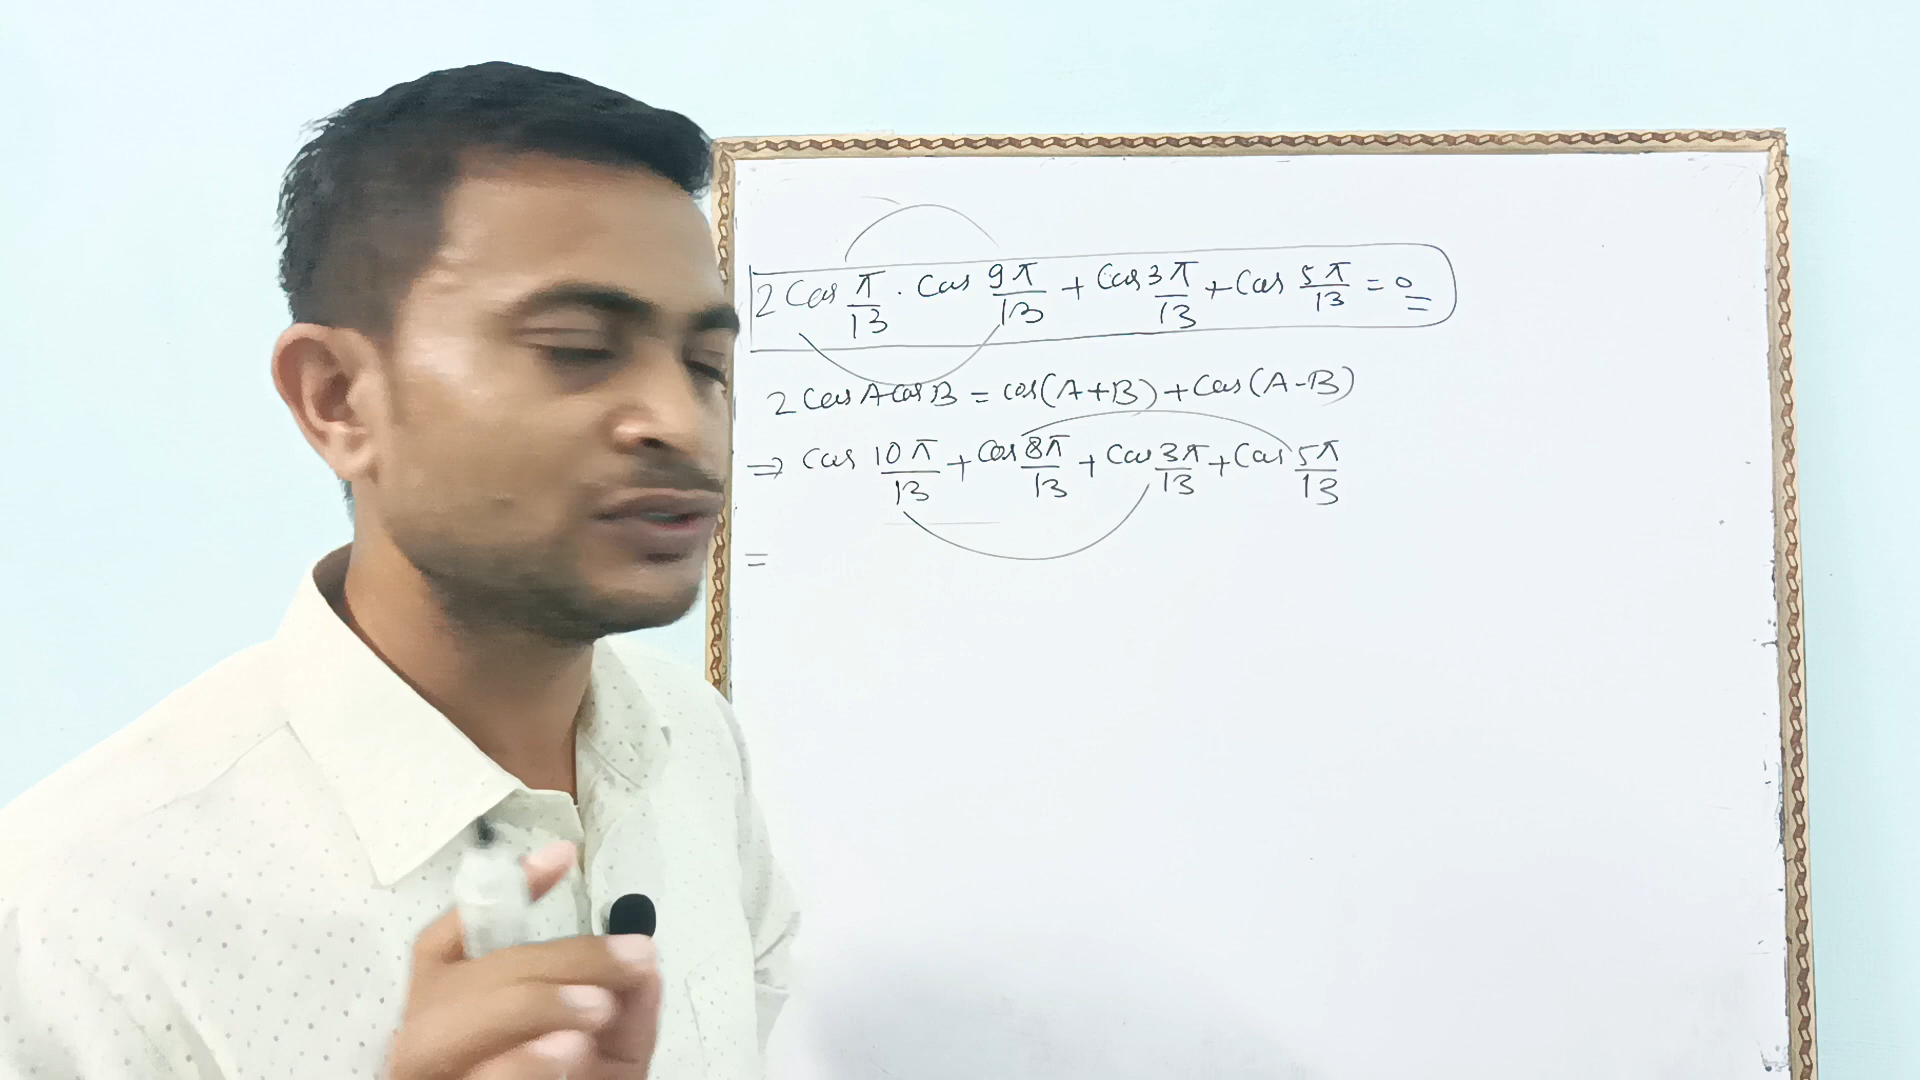 2 Cos π/13 . Cos 9π/13 + Cos 3π/13 + Cos 5π/13 = 0
2 Cos A Cos B = cos(A+B) + Cos(A-B)
⇒ Cos 10π/13 + Cos 8π/13 + Cos 3π/13 + Cos 5π/13
=